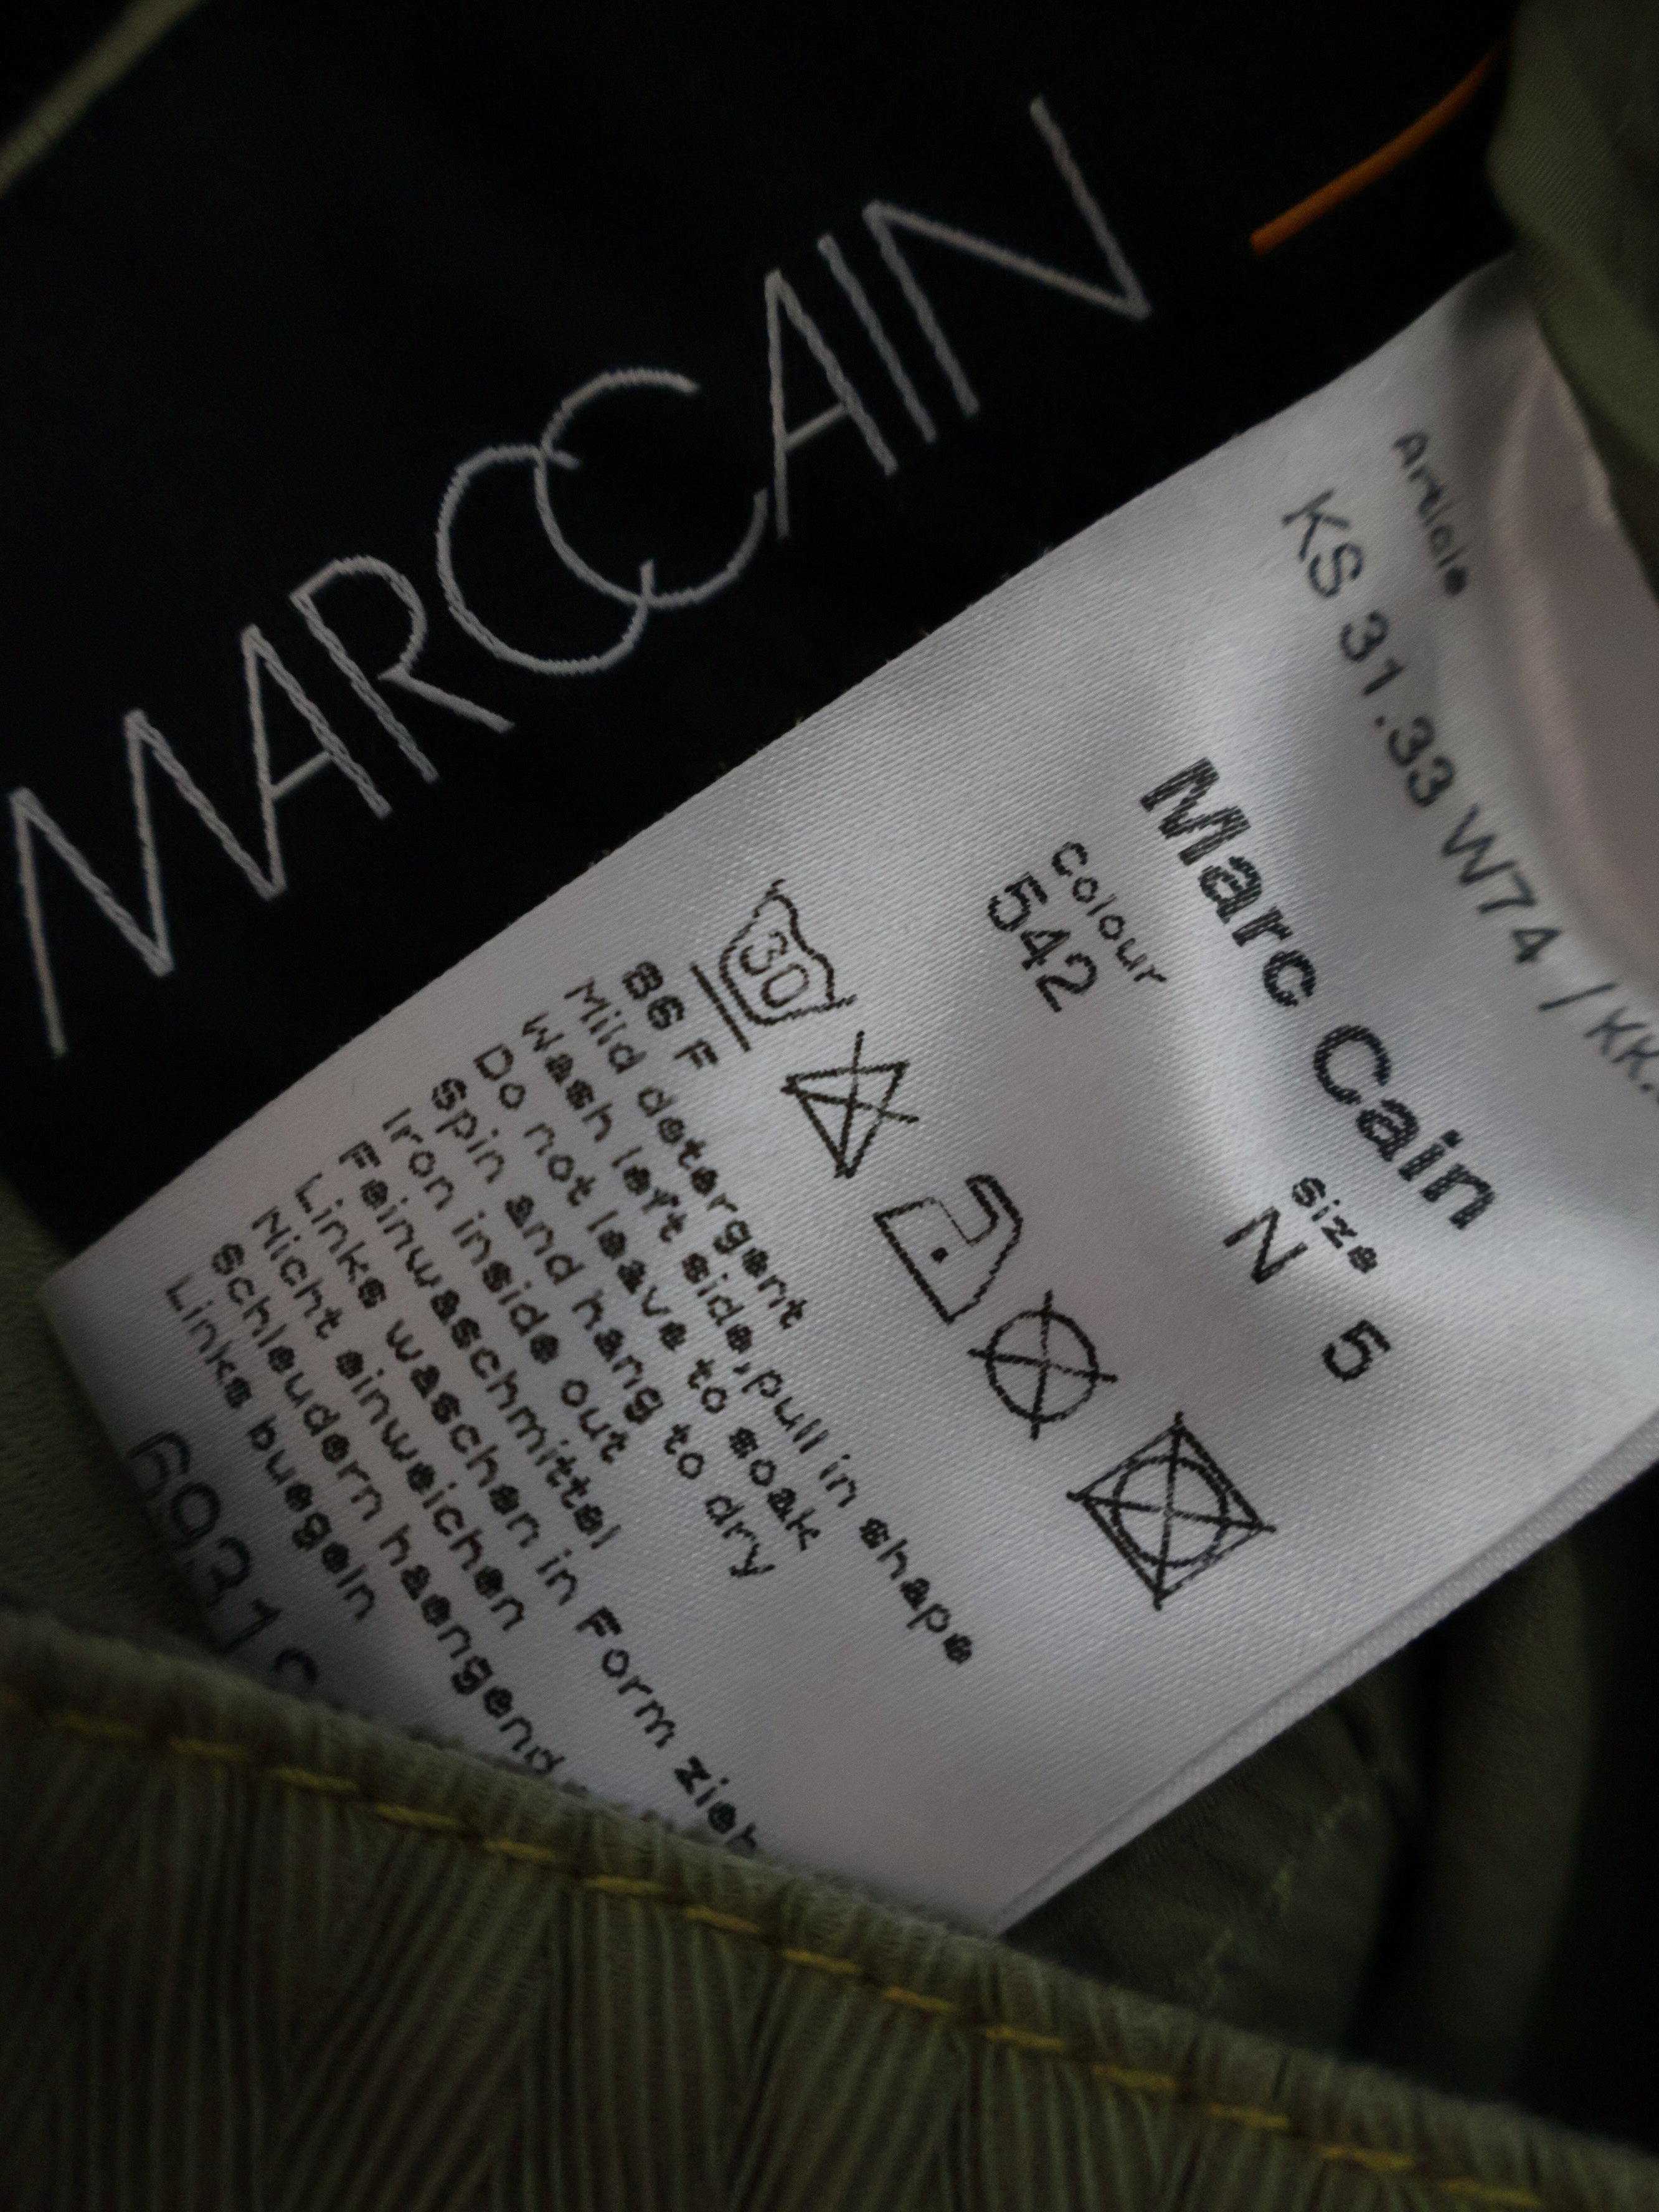 MARCCAIN
Article
KS 31.33 W74 / KK.
Marc Cain
colour size
542 N 5
30
B6 F
Mild detergent
Wash left side,pull in shape
Do not leave to soak
Spin and hang to dry
Iron inside out
Feinwaschmittel
Links waschen in Form zieh
Nicht einweichen
Schleudern haengend
Links buegeln
6931